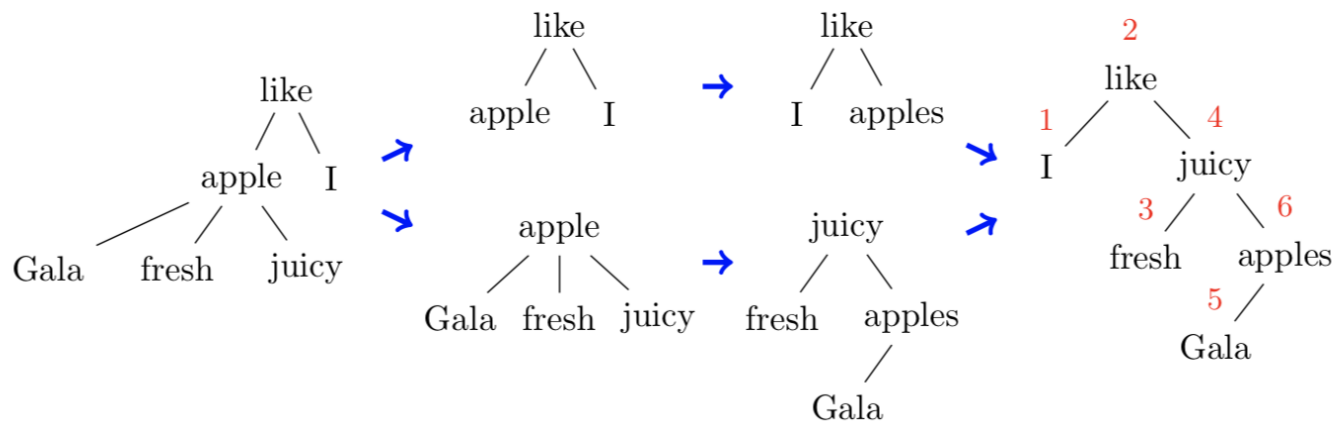 like
apple I
Gala fresh juicy
like
apple I
apple
Gala fresh juicy
like
I apples
juicy
fresh apples
Gala
2
like
1 4
I juicy
3 6
fresh apples
5
Gala